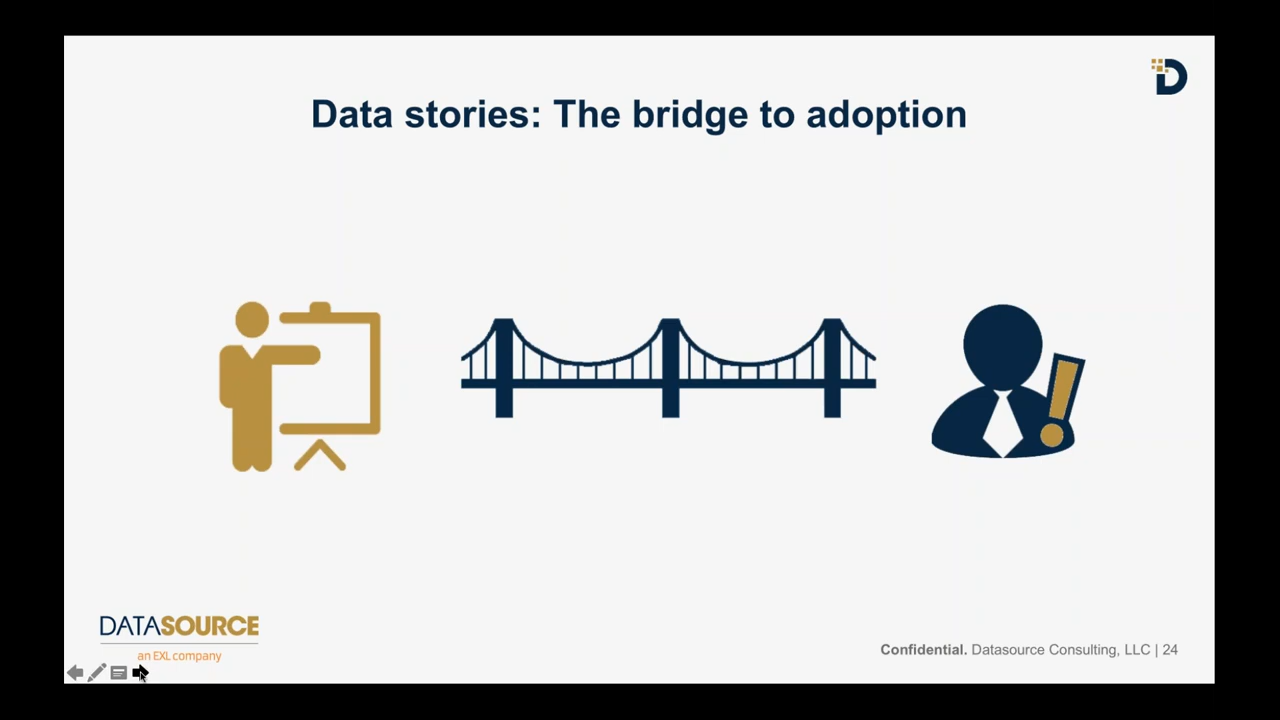 Data stories: The bridge to adoption
DATASOURCE
an EXL company
Confidential. Datasource Consulting, LLC | 24